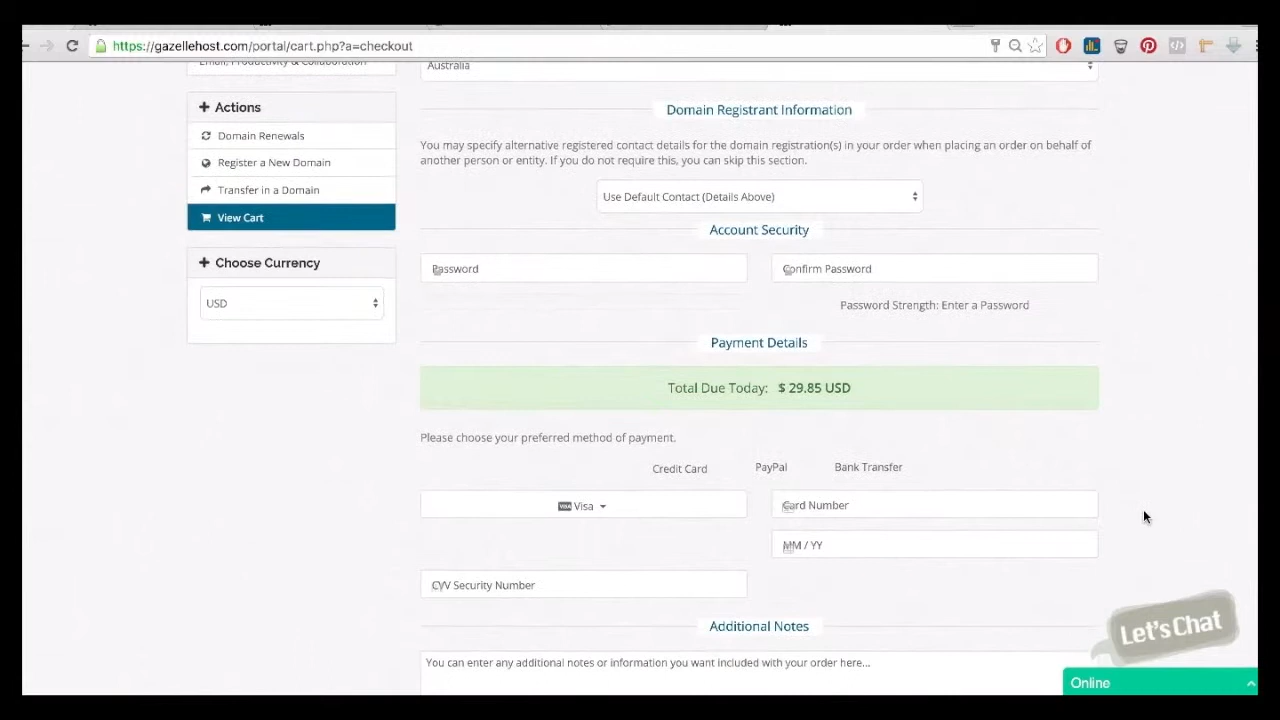 https://gazellehost.com/portal/cart.php?a=checkout
Email, Productivity & Collaboration
Actions
Domain Renewals
Register a New Domain
Transfer in a Domain
View Cart
Choose Currency
USD
Australia
Domain Registrant Information
You may specify alternative registered contact details for the domain registration(s) in your order when placing an order on behalf of
another person or entity. If you do not require this, you can skip this section.
Use Default Contact (Details Above)
Account Security
Password
Confirm Password
Password Strength: Enter a Password
Payment Details
Total Due Today: $ 29.85 USD
Please choose your preferred method of payment.
Credit Card PayPal Bank Transfer
VISA Visa
Card Number
MM / YY
CVV Security Number
Additional Notes
You can enter any additional notes or information you want included with your order here...
Let's Chat
Online